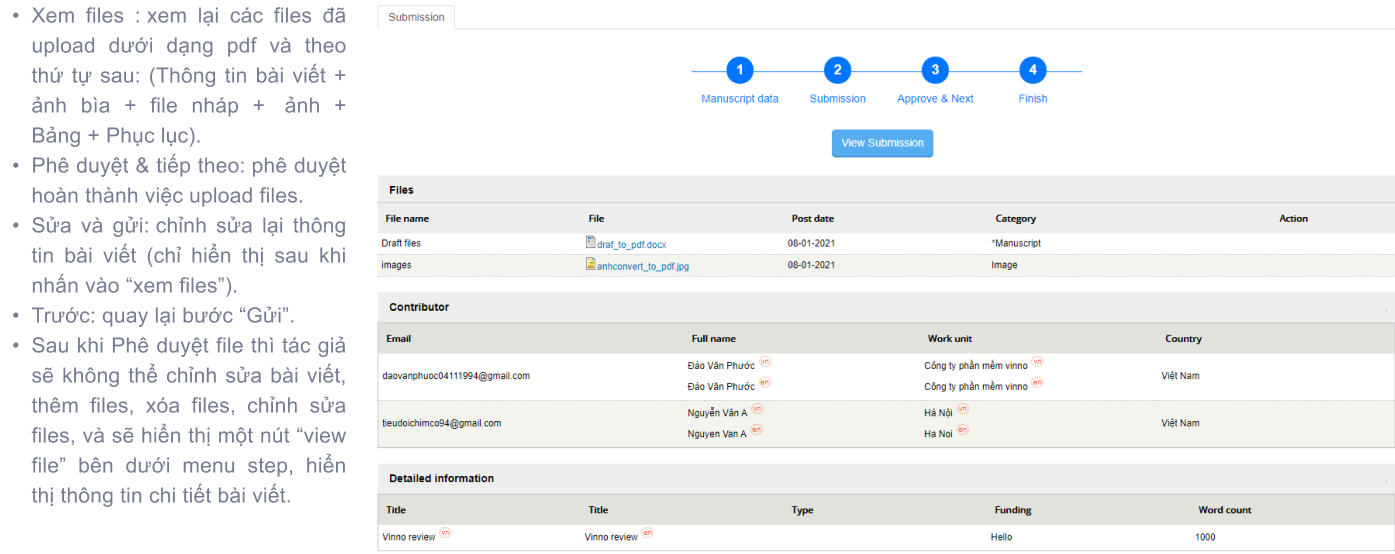 • Xem files : xem lại các files đã
upload dưới dạng pdf và theo
thứ tự sau: (Thông tin bài viết +
ảnh bìa + file nháp + ảnh +
Bảng + Phục lục).
• Phê duyệt & tiếp theo: phê duyệt
hoàn thành việc upload files.
• Sửa và gửi: chỉnh sửa lại thông
tin bài viết (chỉ hiển thị sau khi
nhấn vào “xem files”).
• Trước: quay lại bước “Gửi”.
• Sau khi Phê duyệt file thì tác giả
sẽ không thể chỉnh sửa bài viết,
thêm files, xóa files, chỉnh sửa
files, và sẽ hiển thị một nút “view
file” bên dưới menu step, hiển
thị thông tin chi tiết bài viết.
Submission
1 2 3 4
Manuscript data Submission Approve & Next Finish
View Submission
Files
File name File Post date Category Action
Draft files draf_to_pdf.docx 08-01-2021 *Manuscript
images anhconvert_to_pdf.jpg 08-01-2021 Image
Contributor
Email Full name Work unit Country
Đảo Văn Phước vn Công ty phần mềm vinno vn
daovanphuoc04111994@gmail.com Việt Nam
Đảo Văn Phước en Công ty phần mềm vinno en
Nguyễn Văn A vn Hà Nội vn
tieudoichimco94@gmail.com Việt Nam
Nguyen Van A en Ha Noi en
Detailed information
Title Title Type Funding Word count
Vinno review vn Vinno review en Hello 1000